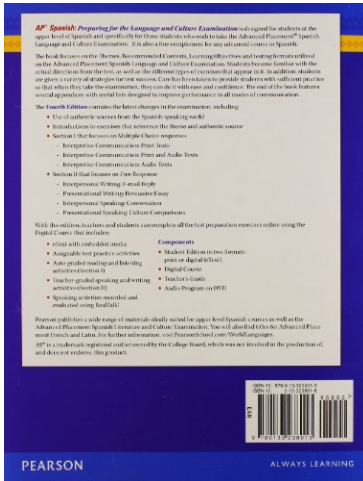 AP® Spanish: Preparing for the Language and Culture Examination is designed for students at the
upper level of Spanish and specifically for those students who wish to take the Advanced Placement® Spanish
Language and Culture Examination. It is also a fine complement for any advanced course in Spanish.
The book focuses on the Themes, Recommended Contexts, Learning Objectives and testing formats utilized
on the Advanced Placement Spanish Language and Culture Examination. Students become familiar with the
actual directions from the test, as well as the different types of exercises that appear in it. In addition, students
are given a variety of strategies for test success. Care has been taken to provide students with sufficient practice
so that when they take the examination, they can do it with ease and confidence. The end of the book features
several appendices with useful lists designed to improve performance in all modes of communication.
The Fourth Edition contains the latest changes in the examination, including:
• Use of authentic sources from the Spanish-speaking world
• Introductions to exercises that reference the theme and authentic source
• Section I that focuses on Multiple Choice responses
– Interpretive Communication: Print Texts
– Interpretive Communication: Print and Audio Texts
– Interpretive Communication: Audio Texts
• Section II that focuses on Free Response
– Interpersonal Writing: E-mail Reply
– Presentational Writing: Persuasive Essay
– Interpersonal Speaking: Conversation
– Presentational Speaking: Culture Comparisons
With this edition, teachers and students can complete all the test preparation exercises online using the
Digital Course that includes:
• eText with embedded media
• Assignable test practice activities
• Auto-graded reading and listening
activities (Section I)
• Teacher-graded speaking and writing
activities (Section II)
• Speaking activities recorded and
evaluated using RealTalk!
Components
• Student Edition in two formats:
print or digital (eText)
• Digital Course
• Teacher's Guide
• Audio Program on DVD
Pearson publishes a wide range of materials ideally suited for upper level Spanish courses as well as the
Advanced Placement Spanish Literature and Culture Examination. You will also find titles for Advanced Place-
ment French and Latin. For further information, visit PearsonSchool.com/WorldLanguages.
AP® is a trademark registered and/or owned by the College Board, which was not involved in the production of,
and does not endorse, this product.
EAN
9 780133 238013
PEARSON
ALWAYS LEARNING